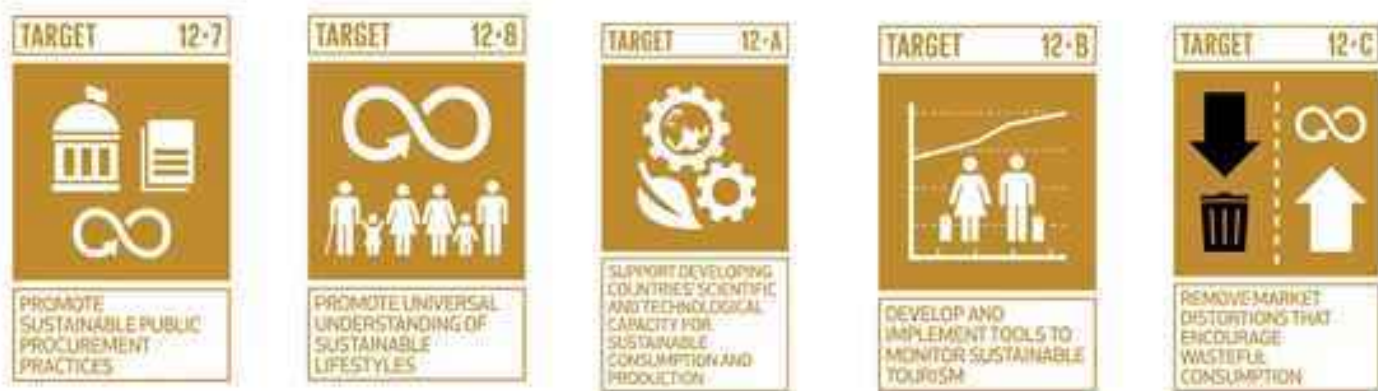 TARGET 12·7
PROMOTE
SUSTAINABLE PUBLIC
PROCUREMENT
PRACTICES
TARGET 12·8
PROMOTE UNIVERSAL
UNDERSTANDING OF
SUSTAINABLE
LIFESTYLES
TARGET 12·A
SUPPORT DEVELOPING
COUNTRIES' SCIENTIFIC
AND TECHNOLOGICAL
CAPACITY FOR
SUSTAINABLE
CONSUMPTION AND
PRODUCTION
TARGET 12·B
DEVELOP AND
IMPLEMENT TOOLS TO
MONITOR SUSTAINABLE
TOURISM
TARGET 12·C
REMOVE MARKET
DISTORTIONS THAT
ENCOURAGE
WASTEFUL
CONSUMPTION